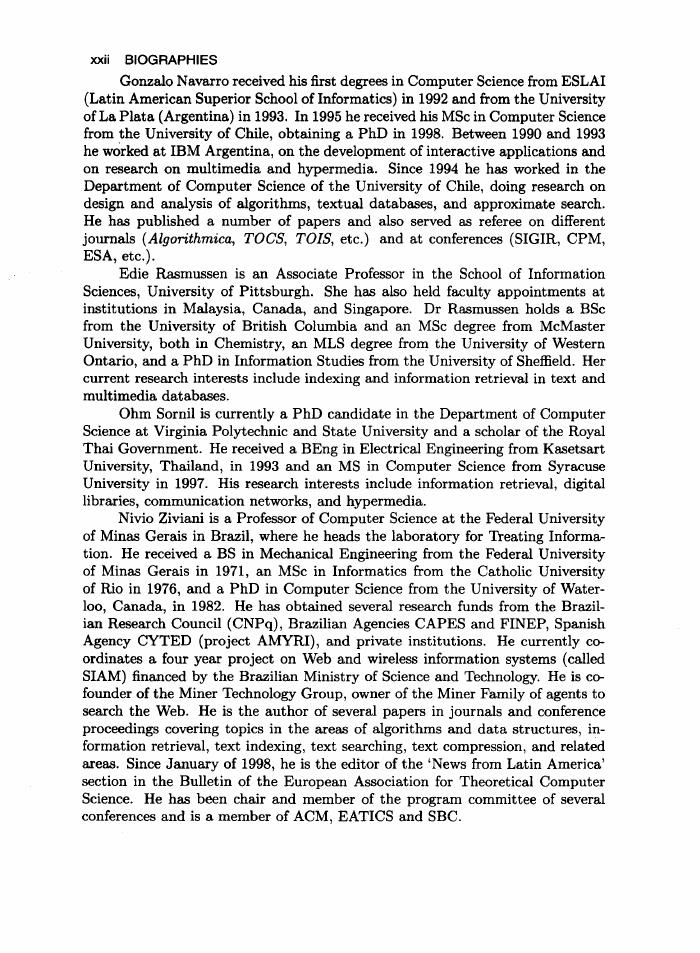 xxii BIOGRAPHIES
Gonzalo Navarro received his first degrees in Computer Science from ESLAI
(Latin American Superior School of Informatics) in 1992 and from the University
of La Plata (Argentina) in 1993. In 1995 he received his MSc in Computer Science
from the University of Chile, obtaining a PhD in 1998. Between 1990 and 1993
he worked at IBM Argentina, on the development of interactive applications and
on research on multimedia and hypermedia. Since 1994 he has worked in the
Department of Computer Science of the University of Chile, doing research on
design and analysis of algorithms, textual databases, and approximate search.
He has published a number of papers and also served as referee on different
journals (Algorithmica, TOCS, TOIS, etc.) and at conferences (SIGIR, CPM,
ESA, etc.).
Edie Rasmussen is an Associate Professor in the School of Information
Sciences, University of Pittsburgh. She has also held faculty appointments at
institutions in Malaysia, Canada, and Singapore. Dr Rasmussen holds a BSc
from the University of British Columbia and an MSc degree from McMaster
University, both in Chemistry, an MLS degree from the University of Western
Ontario, and a PhD in Information Studies from the University of Sheffield. Her
current research interests include indexing and information retrieval in text and
multimedia databases.
Ohm Sornil is currently a PhD candidate in the Department of Computer
Science at Virginia Polytechnic and State University and a scholar of the Royal
Thai Government. He received a BEng in Electrical Engineering from Kasetsart
University, Thailand, in 1993 and an MS in Computer Science from Syracuse
University in 1997. His research interests include information retrieval, digital
libraries, communication networks, and hypermedia.
Nivio Ziviani is a Professor of Computer Science at the Federal University
of Minas Gerais in Brazil, where he heads the laboratory for Treating Informa-
tion. He received a BS in Mechanical Engineering from the Federal University
of Minas Gerais in 1971, an MSc in Informatics from the Catholic University
of Rio in 1976, and a PhD in Computer Science from the University of Water-
loo, Canada, in 1982. He has obtained several research funds from the Brazil-
ian Research Council (CNPq), Brazilian Agencies CAPES and FINEP, Spanish
Agency CYTED (project AMYRI), and private institutions. He currently co-
ordinates a four year project on Web and wireless information systems (called
SIAM) financed by the Brazilian Ministry of Science and Technology. He is co-
founder of the Miner Technology Group, owner of the Miner Family of agents to
search the Web. He is the author of several papers in journals and conference
proceedings covering topics in the areas of algorithms and data structures, in-
formation retrieval, text indexing, text searching, text compression, and related
areas. Since January of 1998, he is the editor of the ‘News from Latin America’
section in the Bulletin of the European Association for Theoretical Computer
Science. He has been chair and member of the program committee of several
conferences and is a member of ACM, EATICS and SBC.